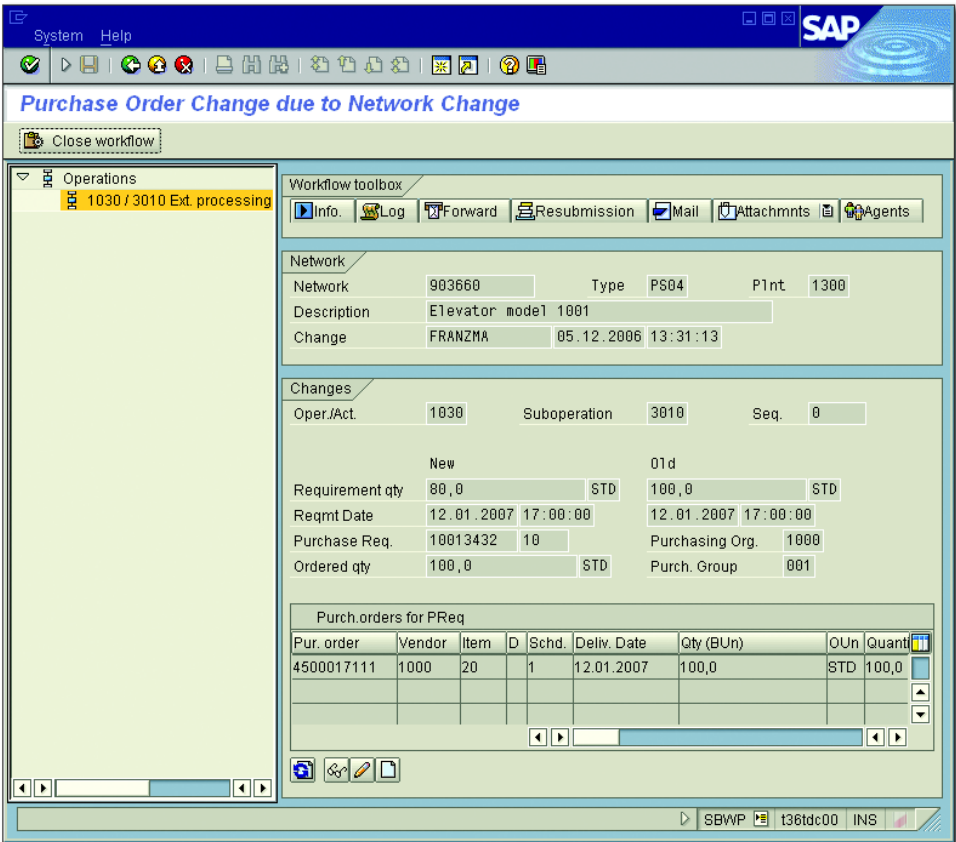 System Help
SAP
Purchase Order Change due to Network Change
Close workflow
Operations
1030 / 3010 Ext. processing
Workflow toolbox
Info. Log Forward Resubmission Mail Attachmnts Agents
Network
Network 903660 Type PS04 Plnt 1300
Description Elevator model 1001
Change FRANZMA 05.12.2006 13:31:13
Changes
Oper./Act. 1030 Suboperation 3010 Seq. 0
New Old
Requirement qty 80,0 STD 100,0 STD
Reqmt Date 12.01.2007 17:00:00 12.01.2007 17:00:00
Purchase Req. 10013432 10 Purchasing Org. 1000
Ordered qty 100,0 STD Purch. Group 001
Purch.orders for PReq
Pur. order Vendor Item D Schd. Deliv. Date Qty (BUn) OUn Quanti
4500017111 1000 20 1 12.01.2007 100,0 STD 100,0
SBWP t36tdc00 INS